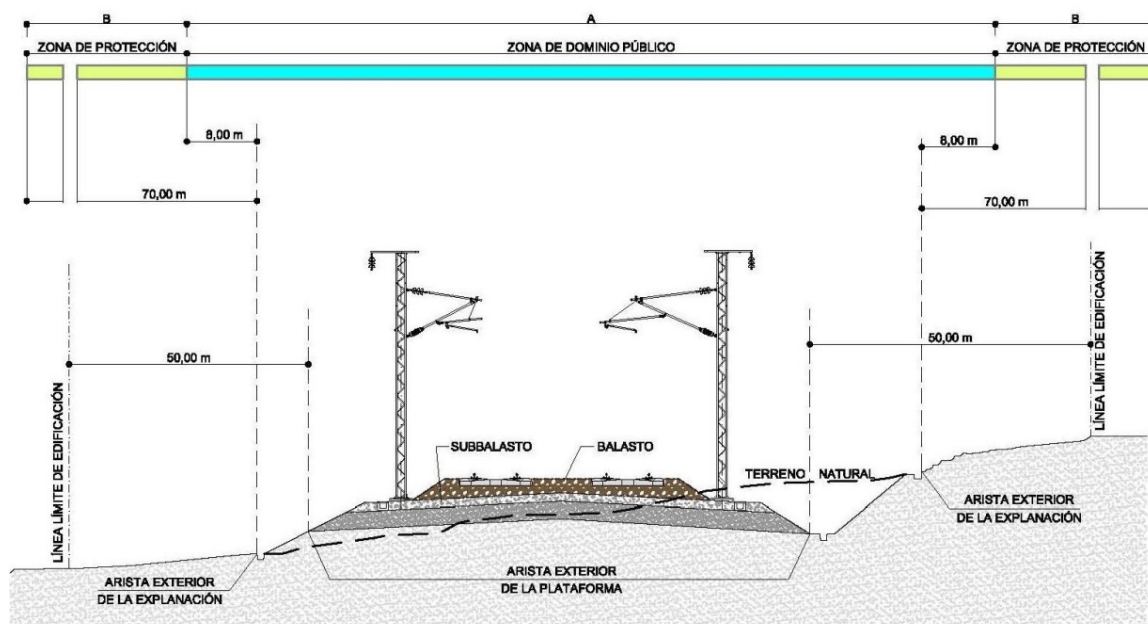 B
A
B
ZONA DE PROTECCIÓN
ZONA DE DOMINIO PÚBLICO
ZONA DE PROTECCIÓN
8,00 m
8,00 m
70,00 m
70,00 m
50,00 m
50,00 m
LÍNEA LÍMITE DE EDIFICACIÓN
LÍNEA LÍMITE DE EDIFICACIÓN
SUBBALASTO
BALASTO
TERRENO NATURAL
ARISTA EXTERIOR
DE LA EXPLANACIÓN
ARISTA EXTERIOR
DE LA PLATAFORMA
ARISTA EXTERIOR
DE LA EXPLANACIÓN